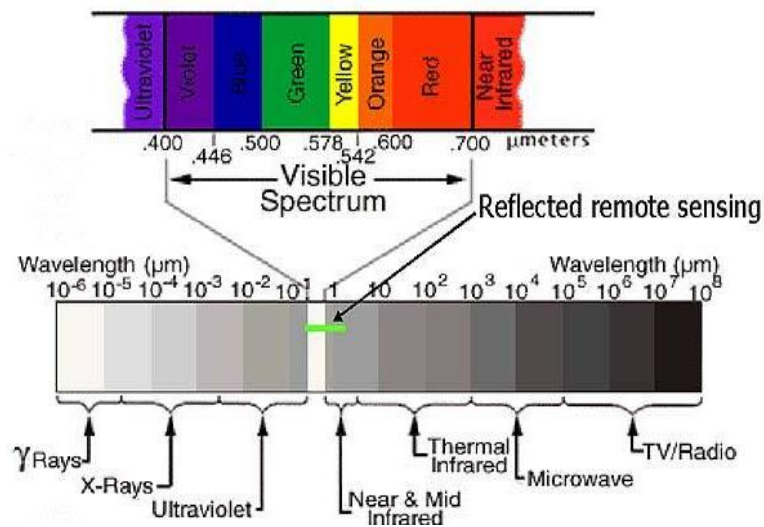 Ultraviolet Violet Blue Green Yellow Orange Red Near Infrared
.400 .446 .500 .578 .542 .600 .700 µmeters
Visible
Spectrum
Reflected remote sensing
Wavelength (µm) Wavelength (µm)
10-6 10-5 10-4 10-3 10-2 10-1 1 10 10² 10³ 10⁴ 10⁵ 10⁶ 10⁷ 10⁸
γ Rays
X-Rays
Ultraviolet
Near & Mid
Infrared
Thermal
Infrared
Microwave
TV/Radio